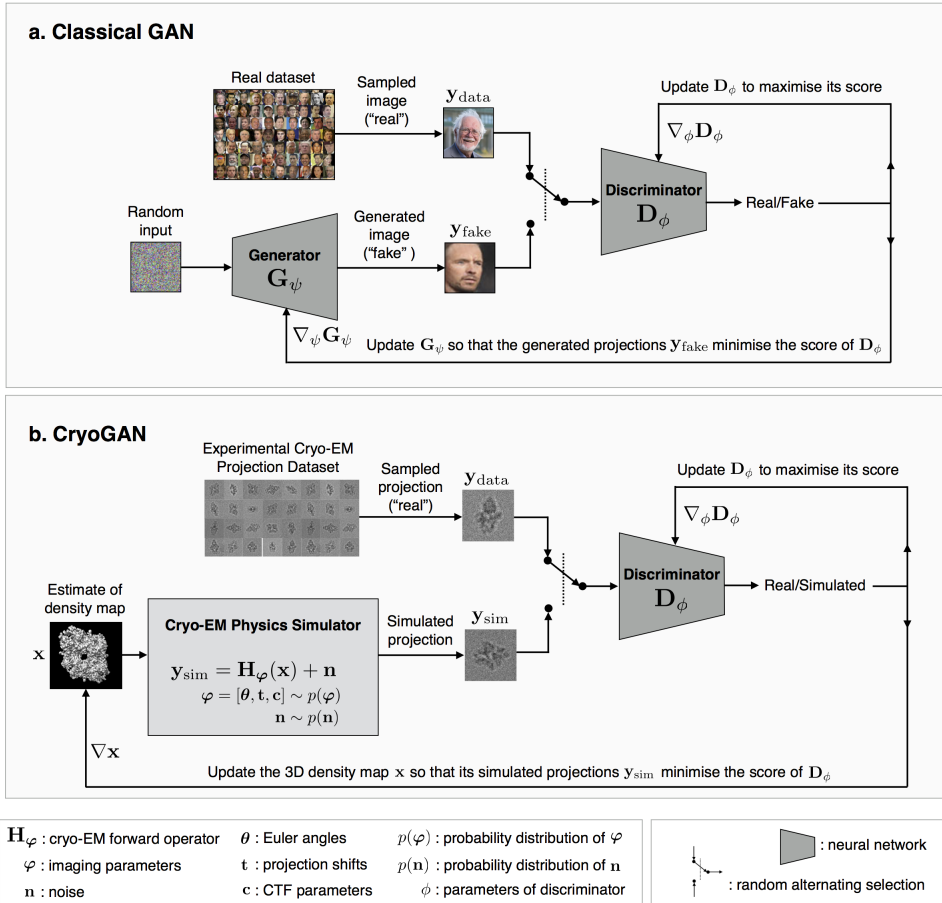 a. Classical GAN
Real dataset
Sampled
image
("real")
y_data
Update D_ϕ to maximise its score
∇_ϕ D_ϕ
Discriminator
D_ϕ
Real/Fake
Random
input
Generator
G_ψ
Generated
image
("fake" )
y_fake
∇_ψ G_ψ
Update G_ψ so that the generated projections y_fake minimise the score of D_ϕ
b. CryoGAN
Experimental Cryo-EM
Projection Dataset
Sampled
projection
("real")
y_data
Update D_ϕ to maximise its score
∇_ϕ D_ϕ
Discriminator
D_ϕ
Real/Simulated
Estimate of
density map
x
Cryo-EM Physics Simulator
y_sim = H_φ(x) + n
φ = [θ, t, c] ∼ p(φ)
n ∼ p(n)
Simulated
projection
y_sim
∇x
Update the 3D density map x so that its simulated projections y_sim minimise the score of D_ϕ
H_φ : cryo-EM forward operator
φ : imaging parameters
n : noise
θ : Euler angles
t : projection shifts
c : CTF parameters
p(φ) : probability distribution of φ
p(n) : probability distribution of n
ϕ : parameters of discriminator
: neural network
: random alternating selection